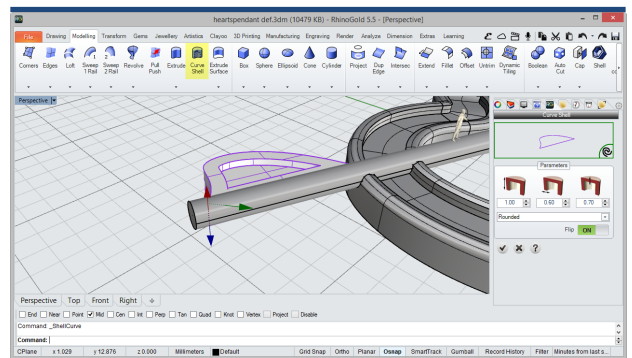 heartspendant def.3dm (10479 KB) - RhinoGold 5.5 - [Perspective]
File Drawing Modelling Transform Gems Jewellery Artistics Clayoo 3D Printing Manufacturing Engraving Render Analyze Dimension Extras Learning
Corners Edges Loft Sweep 1 Rail Sweep 2 Rail Revolve Pull Push Extrude Curve Shell Extrude Surface Box Sphere Ellipsoid Cone Cylinder Project Dup Edge Intersec Extend Fillet Offset Untrim Dynamic Tiling Boolean Auto Cut Cap Shell
Perspective
Curve Shell
Parameters
1.00 0.60 0.70
Rounded
Flip ON
Perspective Top Front Right
End Near Point Mid Cen Int Perp Tan Quad Knot Vertex Project Disable
Command: _ShellCurve
Command:
CPlane x 1.029 y 12.876 z 0.000 Millimeters Default Grid Snap Ortho Planar Osnap SmartTrack Gumball Record History Filter Minutes from last s...